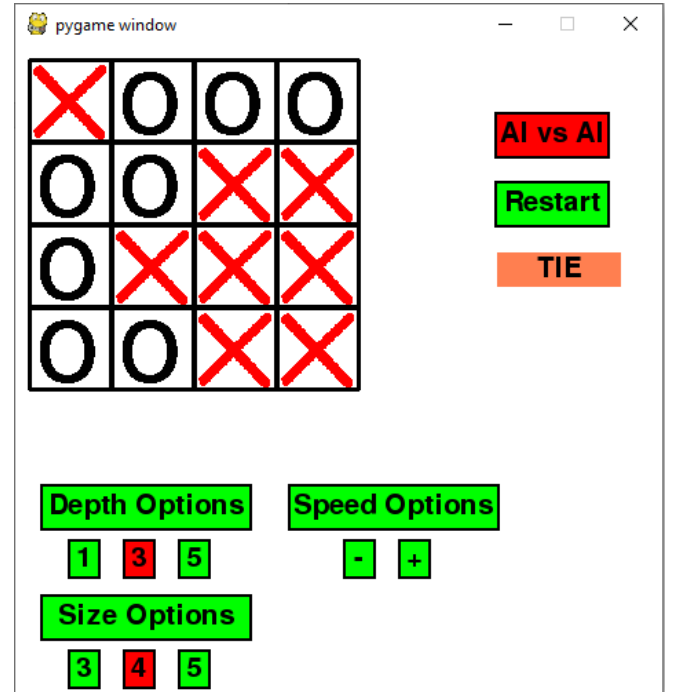 pygame window
X O O O
O O X X
O X X X
O O X X
AI vs AI
Restart
TIE
Depth Options
1 3 5
Speed Options
- +
Size Options
3 4 5